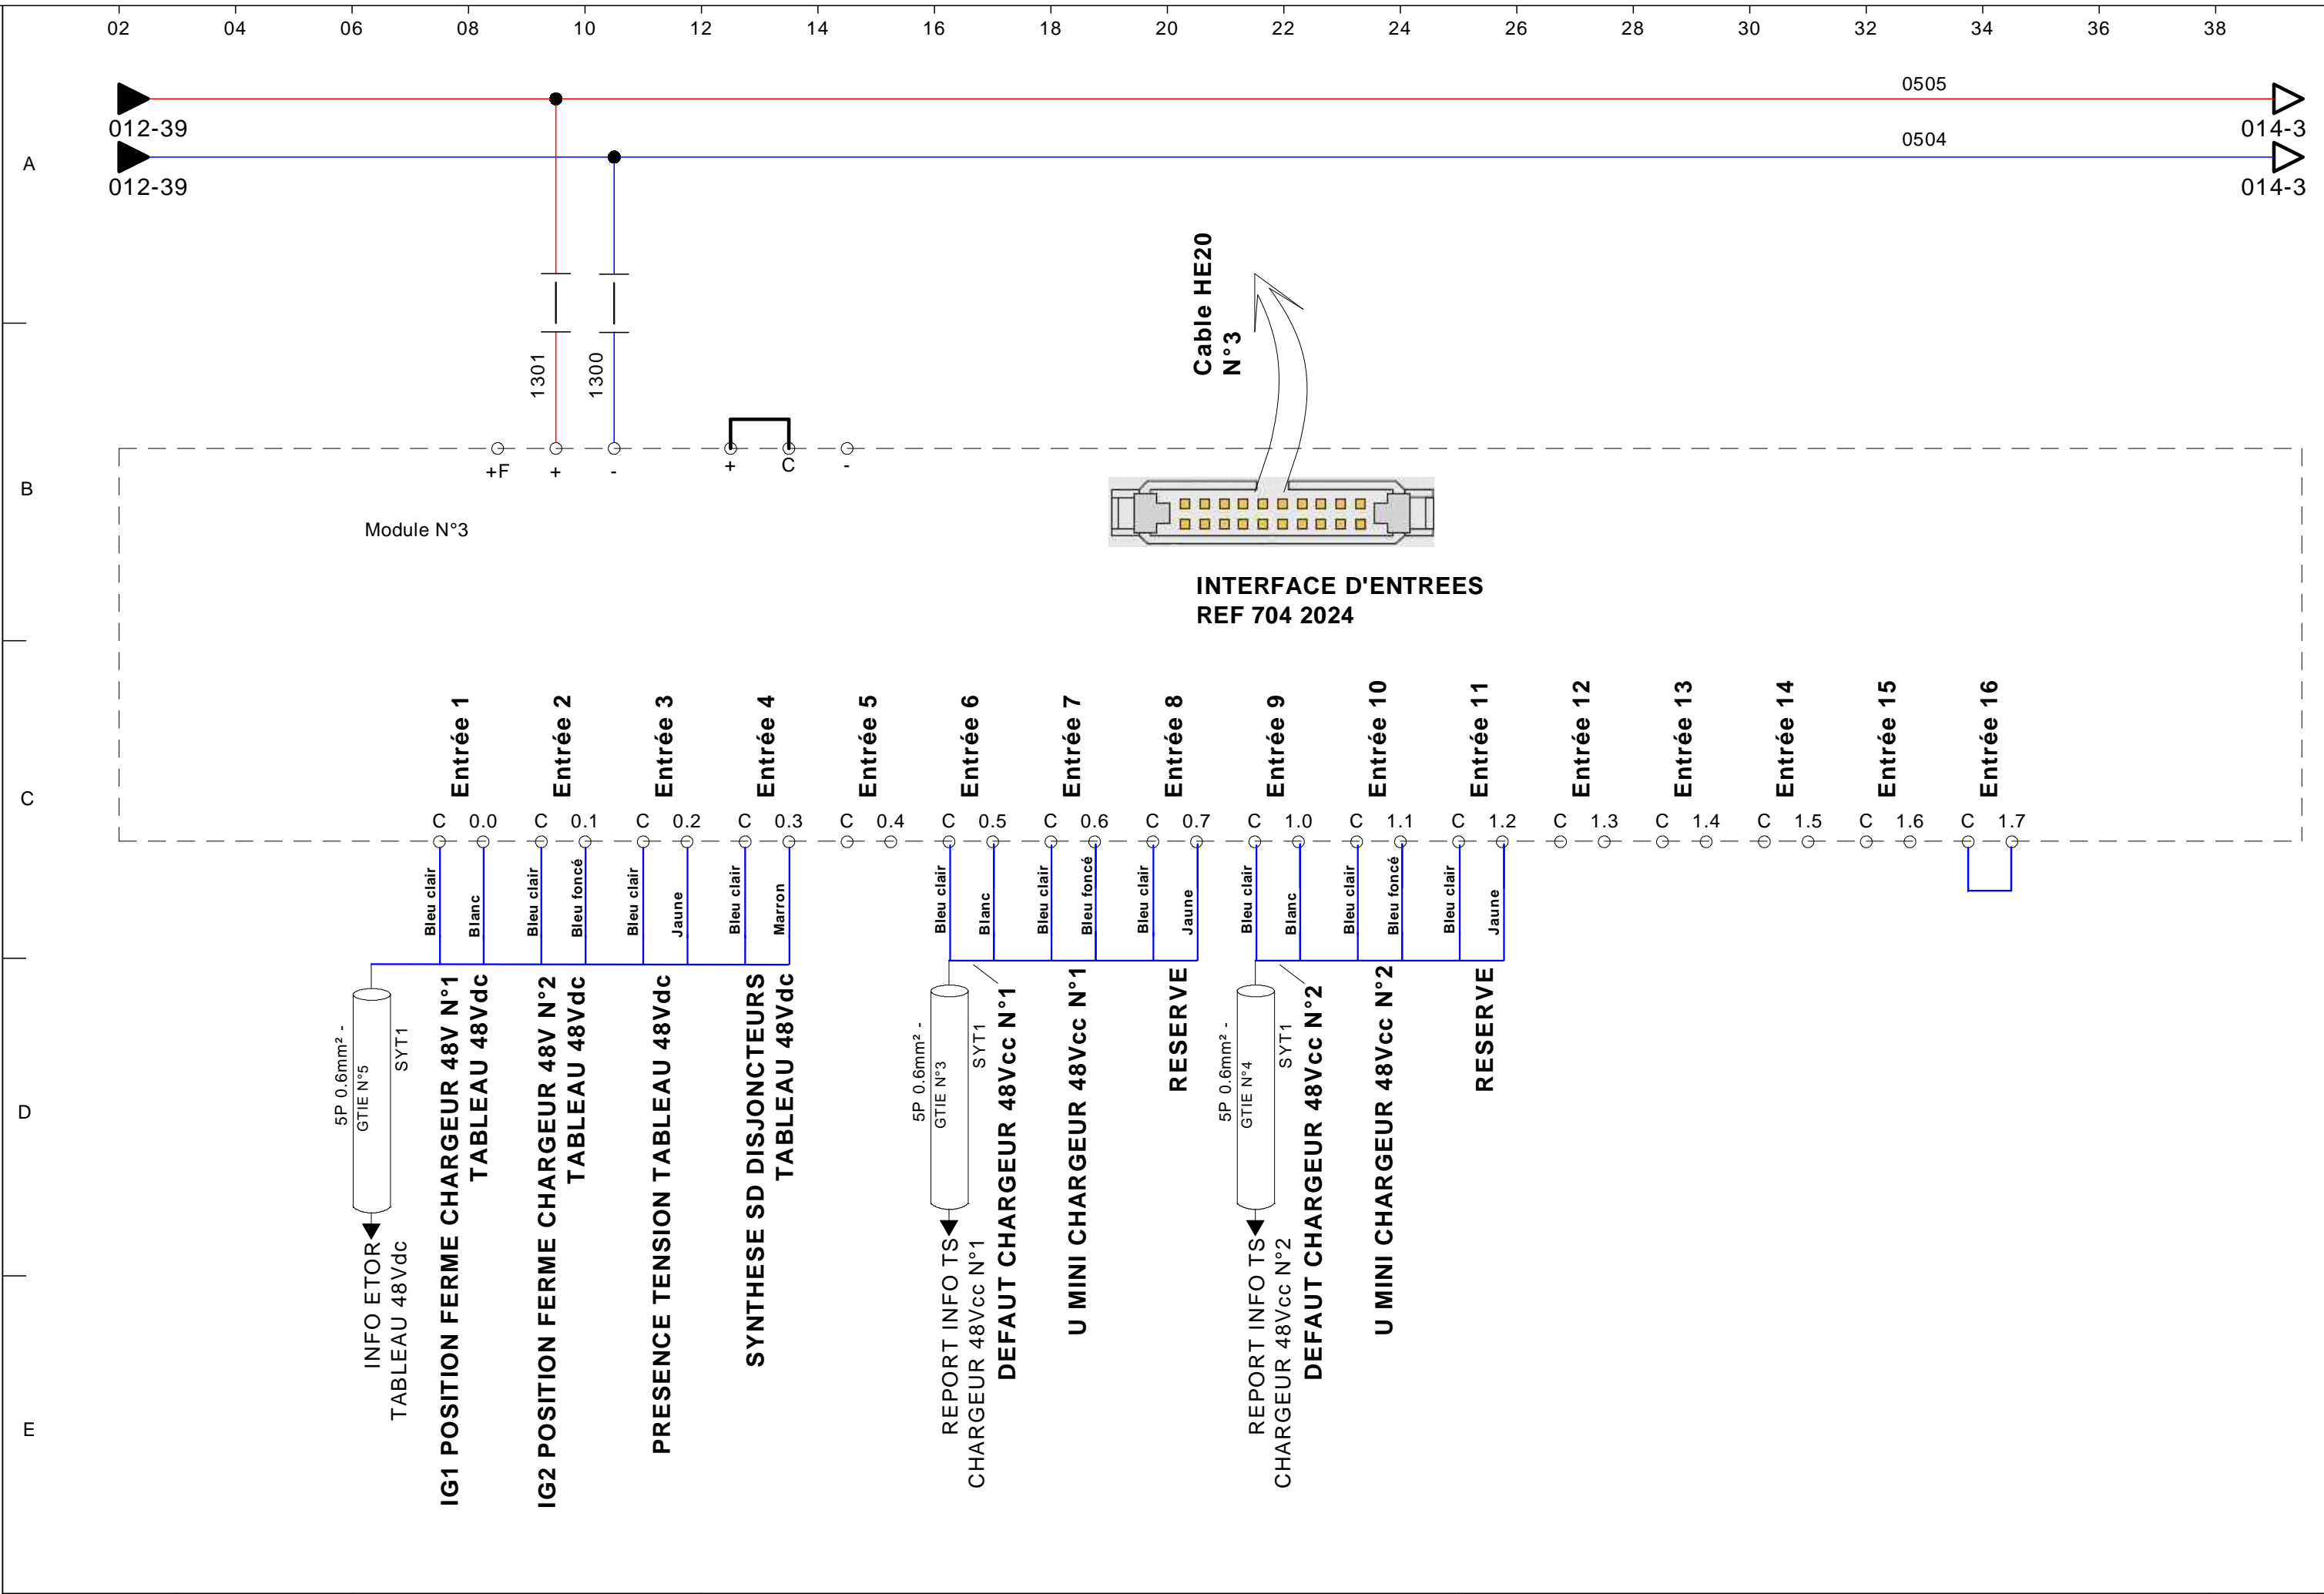 02 04 06 08 10 12 14 16 18 20 22 24 26 28 30 32 34 36 38
0505
012-39 014-3
0504
A
012-39 014-3
Cable HE20
N°3
1301 1300
+F + - + C -
B
Module N°3
INTERFACE D'ENTREES
REF 704 2024
Entrée 1 Entrée 2 Entrée 3 Entrée 4 Entrée 5 Entrée 6 Entrée 7 Entrée 8 Entrée 9 Entrée 10 Entrée 11 Entrée 12 Entrée 13 Entrée 14 Entrée 15 Entrée 16
C
C 0.0 C 0.1 C 0.2 C 0.3 C 0.4 C 0.5 C 0.6 C 0.7 C 1.0 C 1.1 C 1.2 C 1.3 C 1.4 C 1.5 C 1.6 C 1.7
Bleu clair Blanc Bleu clair Bleu foncé Bleu clair Jaune Bleu clair Marron Bleu clair Blanc Bleu clair Bleu foncé Bleu clair Jaune Bleu clair Blanc Bleu clair Bleu foncé Bleu clair Jaune
D
5P 0.6mm² -
GTIE N°5
SYT1
INFO ETOR
TABLEAU 48Vdc
IG1 POSITION FERME CHARGEUR 48V N°1
TABLEAU 48Vdc
IG2 POSITION FERME CHARGEUR 48V N°2
TABLEAU 48Vdc
PRESENCE TENSION TABLEAU 48Vdc
SYNTHESE SD DISJONCTEURS
TABLEAU 48Vdc
5P 0.6mm² -
GTIE N°3
SYT1
REPORT INFO TS
CHARGEUR 48Vcc N°1
DEFAUT CHARGEUR 48Vcc N°1
U MINI CHARGEUR 48Vcc N°1
RESERVE
5P 0.6mm² -
GTIE N°4
SYT1
REPORT INFO TS
CHARGEUR 48Vcc N°2
DEFAUT CHARGEUR 48Vcc N°2
U MINI CHARGEUR 48Vcc N°2
RESERVE
E